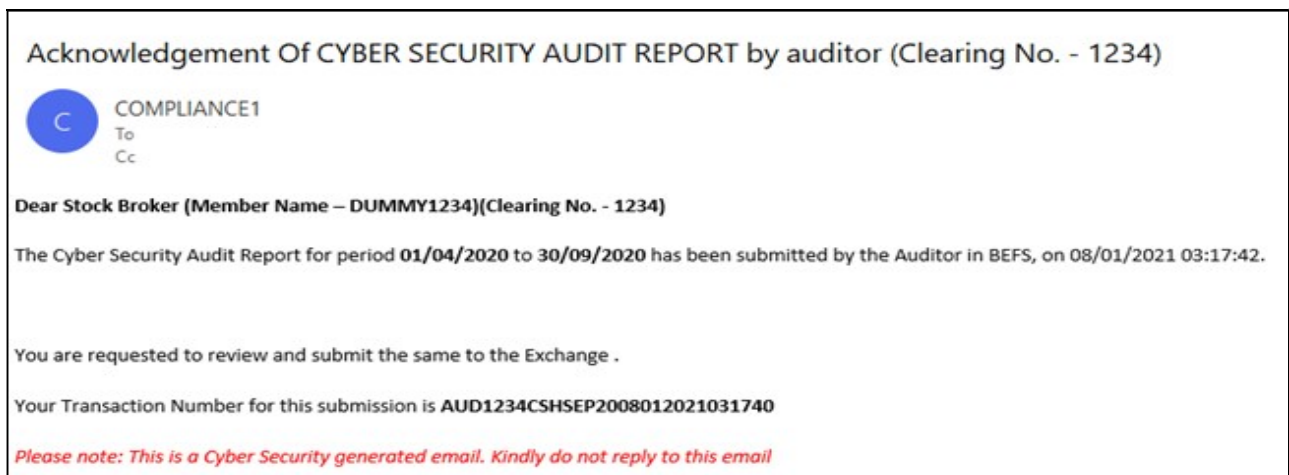 Acknowledgement Of CYBER SECURITY AUDIT REPORT by auditor (Clearing No. - 1234)
C
COMPLIANCE1
To
Cc
Dear Stock Broker (Member Name – DUMMY1234)(Clearing No. - 1234)
The Cyber Security Audit Report for period 01/04/2020 to 30/09/2020 has been submitted by the Auditor in BEFS, on 08/01/2021 03:17:42.
You are requested to review and submit the same to the Exchange .
Your Transaction Number for this submission is AUD1234CSHSEP2008012021031740
Please note: This is a Cyber Security generated email. Kindly do not reply to this email